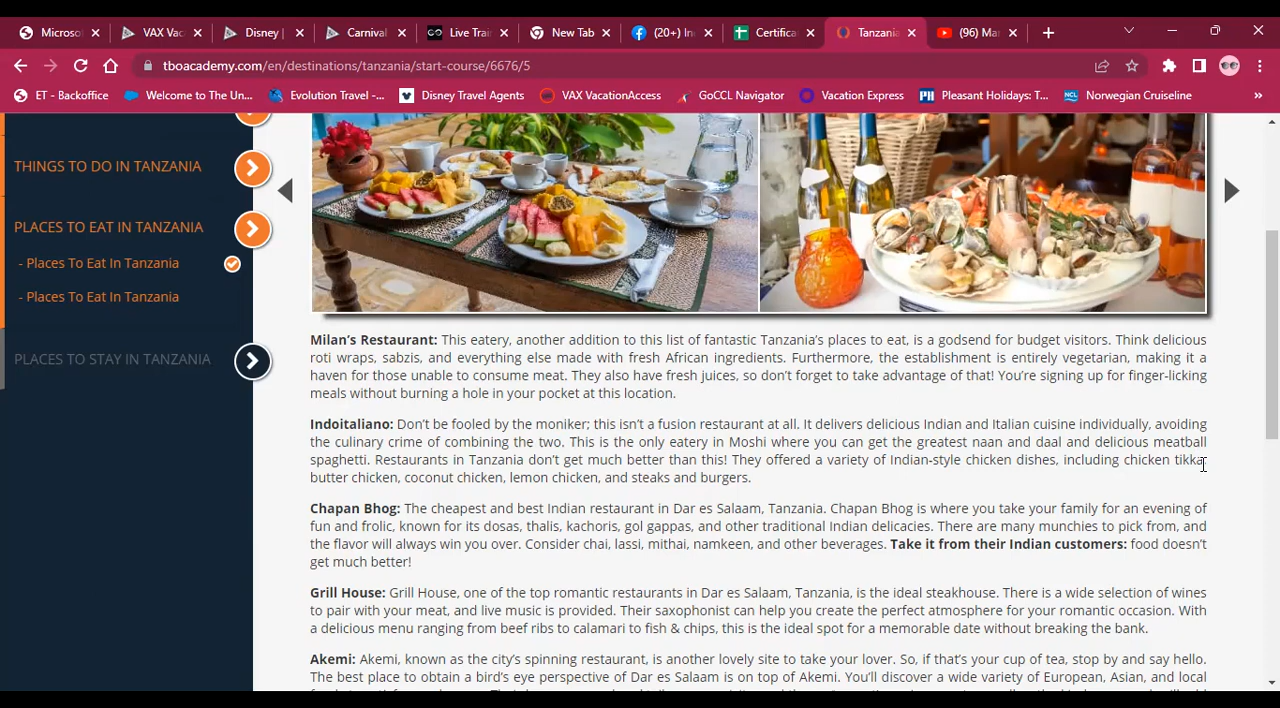 Microso
VAX Vac
Disney |
Carnival
Live Trai
New Tab
(20+) In
Certifica
Tanzania
(96) Ma
tboacademy.com/en/destinations/tanzania/start-course/6676/5
ET - Backoffice
Welcome to The Un...
Evolution Travel -...
Disney Travel Agents
VAX VacationAccess
GoCCL Navigator
Vacation Express
Pleasant Holidays: T...
Norwegian Cruiseline
»
THINGS TO DO IN TANZANIA
PLACES TO EAT IN TANZANIA
- Places To Eat In Tanzania
- Places To Eat In Tanzania
PLACES TO STAY IN TANZANIA
Milan's Restaurant: This eatery, another addition to this list of fantastic Tanzania's places to eat, is a godsend for budget visitors. Think delicious
roti wraps, sabzis, and everything else made with fresh African ingredients. Furthermore, the establishment is entirely vegetarian, making it a
haven for those unable to consume meat. They also have fresh juices, so don't forget to take advantage of that! You're signing up for finger-licking
meals without burning a hole in your pocket at this location.
Indoitaliano: Don't be fooled by the moniker; this isn't a fusion restaurant at all. It delivers delicious Indian and Italian cuisine individually, avoiding
the culinary crime of combining the two. This is the only eatery in Moshi where you can get the greatest naan and daal and delicious meatball
spaghetti. Restaurants in Tanzania don't get much better than this! They offered a variety of Indian-style chicken dishes, including chicken tikka,
butter chicken, coconut chicken, lemon chicken, and steaks and burgers.
Chapan Bhog: The cheapest and best Indian restaurant in Dar es Salaam, Tanzania. Chapan Bhog is where you take your family for an evening of
fun and frolic, known for its dosas, thalis, kachoris, gol gappas, and other traditional Indian delicacies. There are many munchies to pick from, and
the flavor will always win you over. Consider chai, lassi, mithai, namkeen, and other beverages. Take it from their Indian customers: food doesn't
get much better!
Grill House: Grill House, one of the top romantic restaurants in Dar es Salaam, Tanzania, is the ideal steakhouse. There is a wide selection of wines
to pair with your meat, and live music is provided. Their saxophonist can help you create the perfect atmosphere for your romantic occasion. With
a delicious menu ranging from beef ribs to calamari to fish & chips, this is the ideal spot for a memorable date without breaking the bank.
Akemi: Akemi, known as the city's spinning restaurant, is another lovely site to take your lover. So, if that's your cup of tea, stop by and say hello.
The best place to obtain a bird's eye perspective of Dar es Salaam is on top of Akemi. You'll discover a wide variety of European, Asian, and local